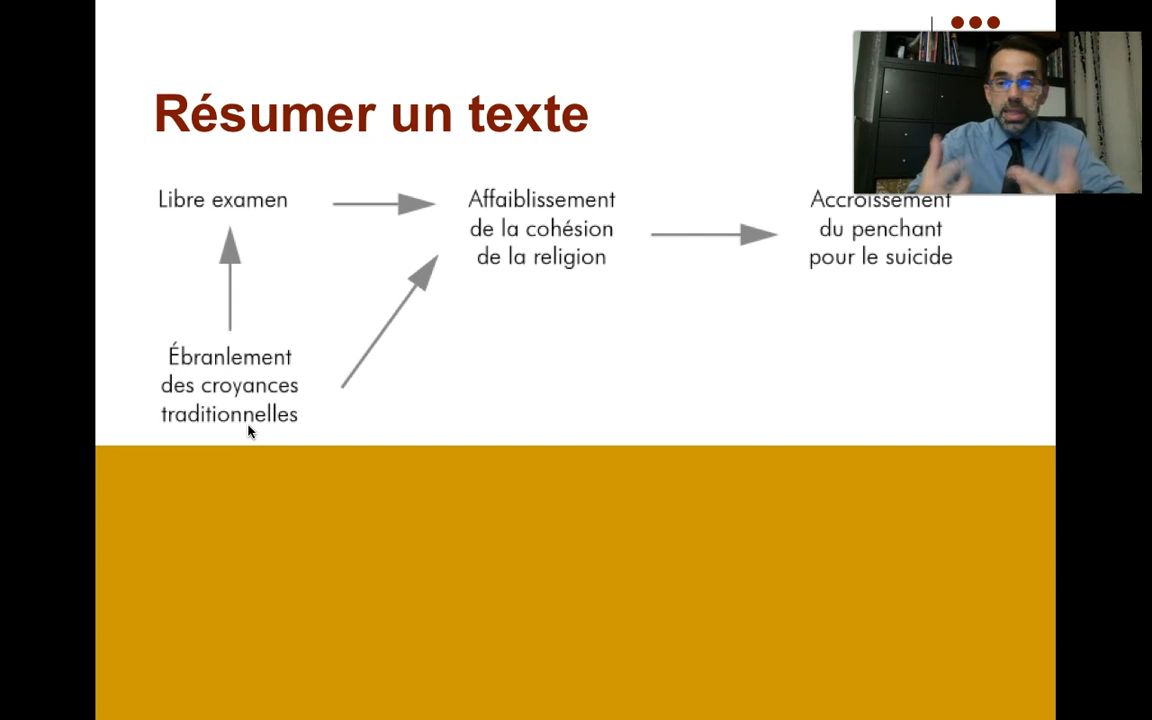 Résumer un texte
Libre examen
Affaiblissement
de la cohésion
de la religion
Accroissement
du penchant
pour le suicide
Ébranlement
des croyances
traditionnelles